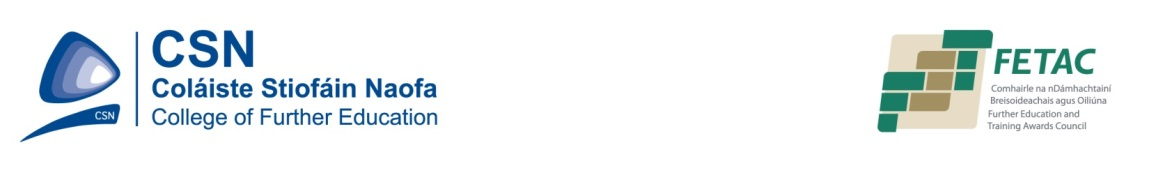 CSN
Coláiste Stiofáin Naofa
College of Further Education
CSN
FETAC
Comhairle na nDámhachtainí
Breisoideachais agus Oiliúna
Further Education and
Training Awards Council